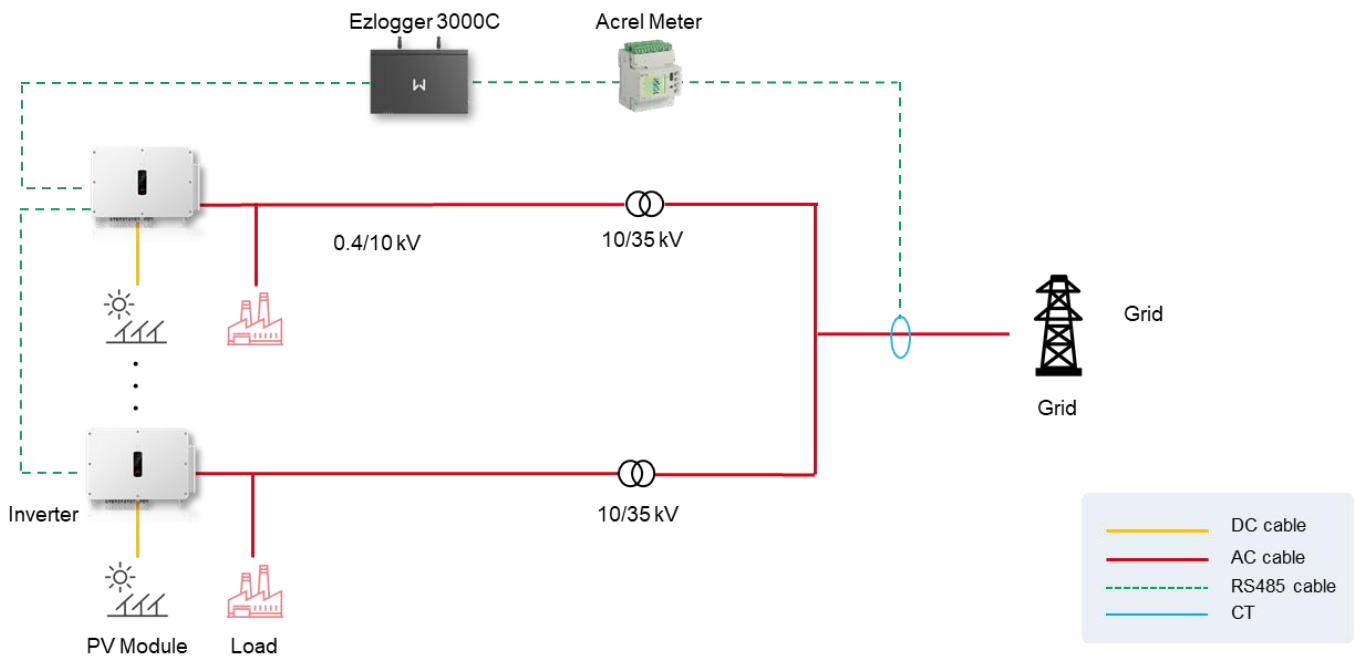 Ezlogger 3000C
Acrel Meter
0.4/10 kV
10/35 kV
Grid
Grid
Inverter
10/35 kV
PV Module
Load
DC cable
AC cable
RS485 cable
CT